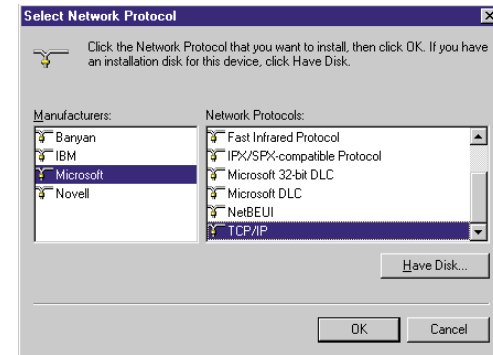 Select Network Protocol
Click the Network Protocol that you want to install, then click OK. If you have
an installation disk for this device, click Have Disk.
Manufacturers:
Banyan
IBM
Microsoft
Novell
Network Protocols:
Fast Infrared Protocol
IPX/SPX-compatible Protocol
Microsoft 32-bit DLC
Microsoft DLC
NetBEUI
TCP/IP
Have Disk...
OK
Cancel